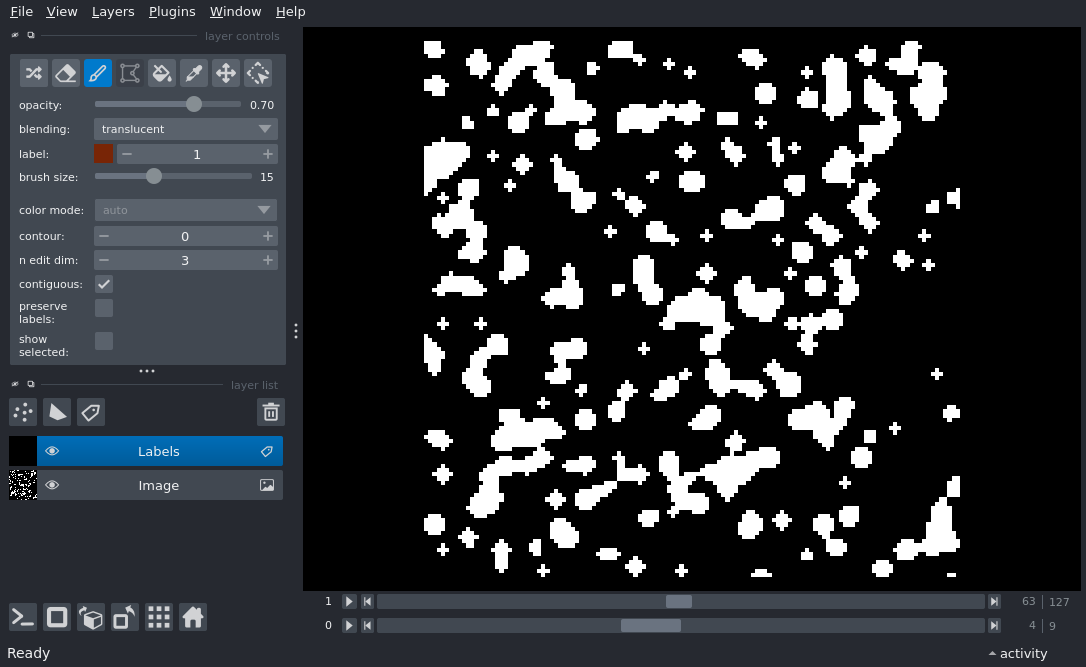 File View Layers Plugins Window Help
layer controls
opacity: 0.70
blending: translucent
label: 1
brush size: 15
color mode: auto
contour: 0
n edit dim: 3
contiguous:
preserve
labels:
show
selected:
layer list
Labels
Image
1 63 127
0 4 9
Ready activity